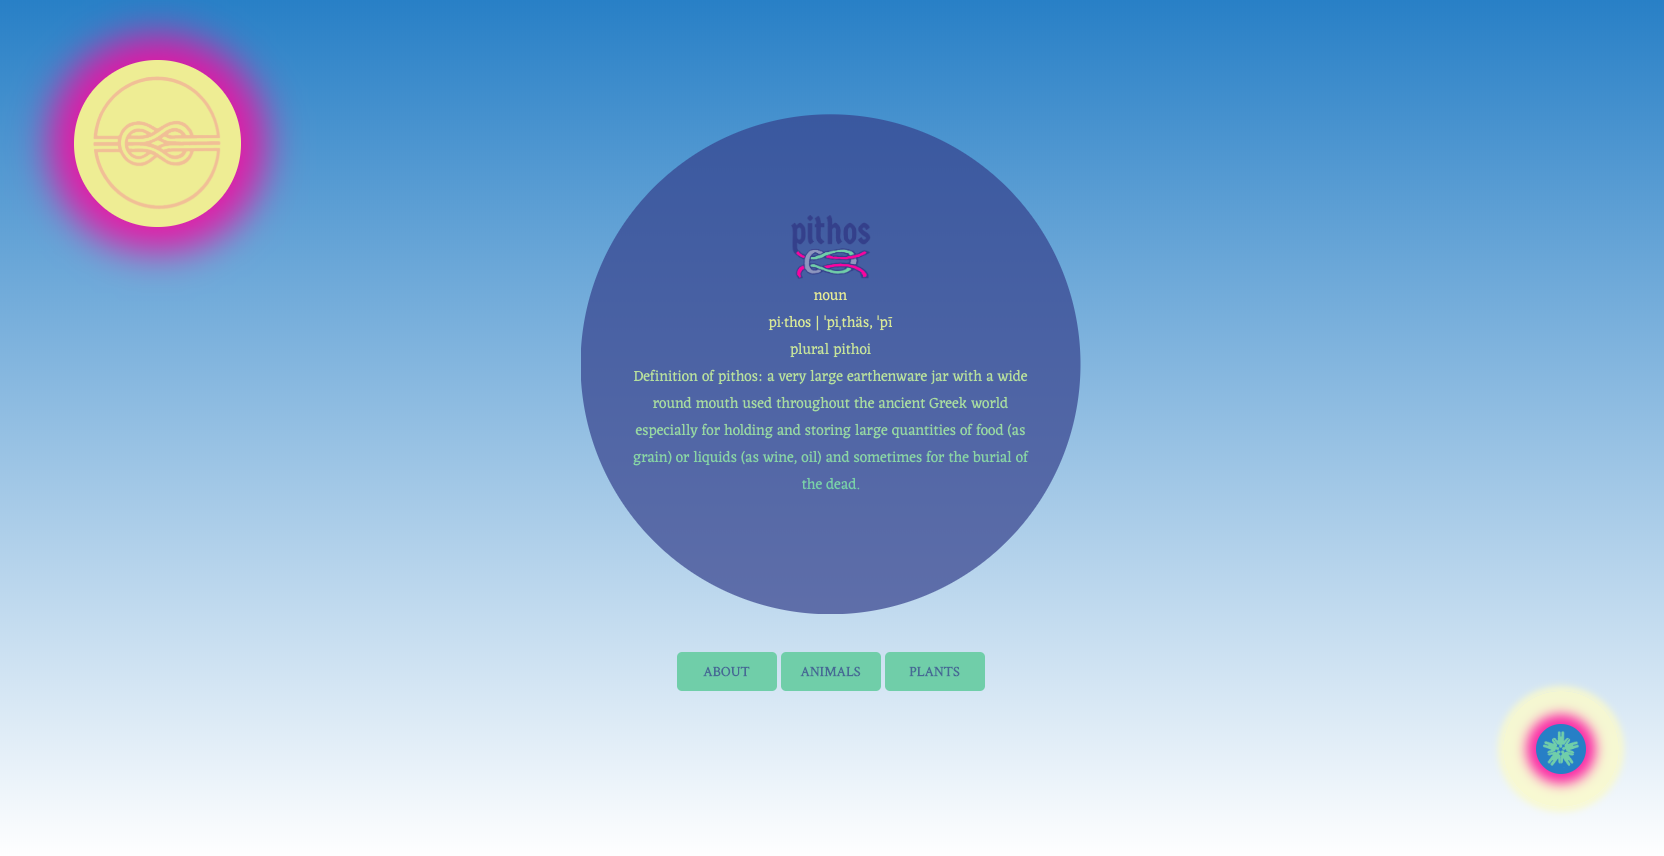 pithos
noun
pi·thos | ˈpiˌthäs, ˈpī
plural pithoi
Definition of pithos: a very large earthenware jar with a wide
round mouth used throughout the ancient Greek world
especially for holding and storing large quantities of food (as
grain) or liquids (as wine, oil) and sometimes for the burial of
the dead.
ABOUT ANIMALS PLANTS